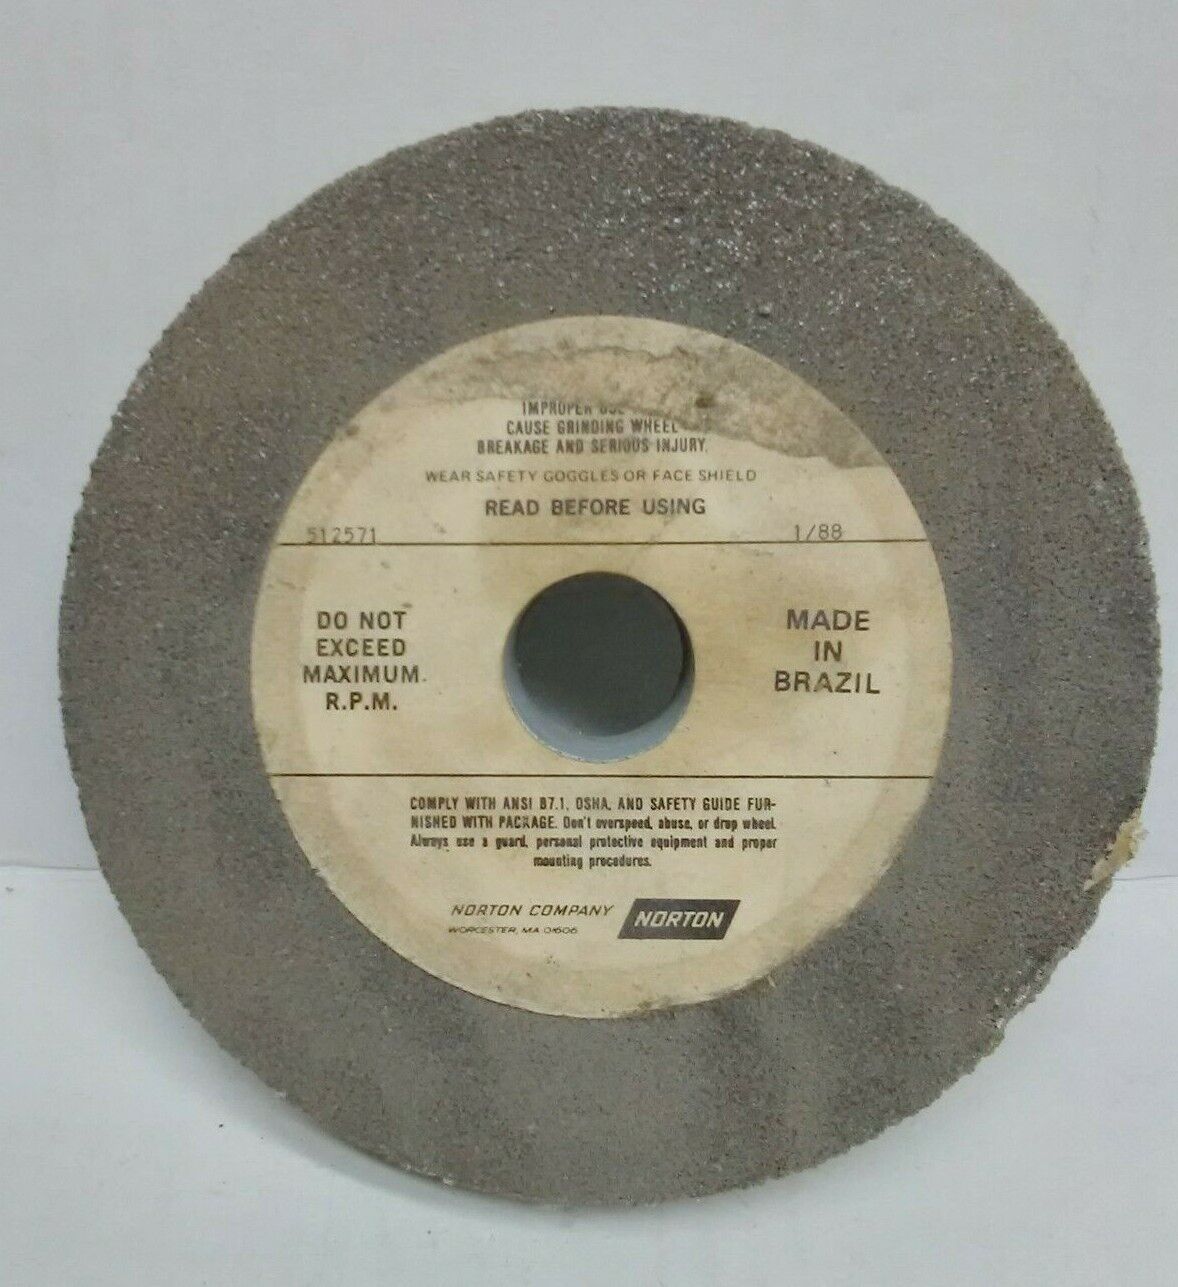 IMPROPER USE
CAUSE GRINDING WHEEL
BREAKAGE AND SERIOUS INJURY.
WEAR SAFETY GOGGLES OR FACE SHIELD
READ BEFORE USING
512571 1/88
DO NOT
EXCEED
MAXIMUM
R.P.M.
MADE
IN
BRAZIL
COMPLY WITH ANSI B7.1, OSHA, AND SAFETY GUIDE FUR-
NISHED WITH PACKAGE. Don't overspeed, abuse, or drop wheel.
Always use a guard, personal protective equipment and proper
mounting procedures.
NORTON COMPANY
WORCESTER, MA 01606
NORTON